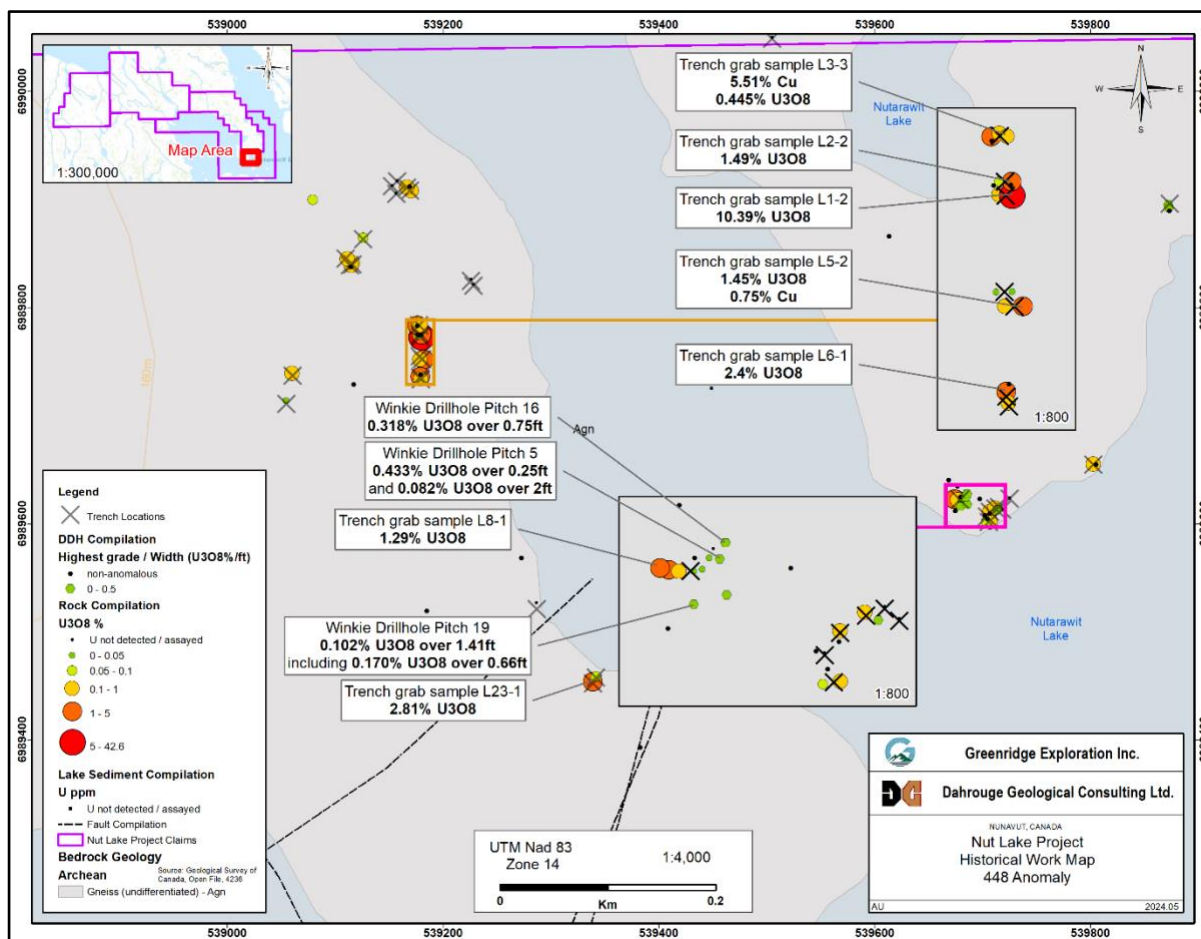 539000
539200
539400
539600
539800
6990000
6989800
6989600
6989400
Map Area
1:300,000
160m
Trench grab sample L3-3
5.51% Cu
0.445% U3O8
Nutarawit
Lake
N
W
E
S
Trench grab sample L2-2
1.49% U3O8
Trench grab sample L1-2
10.39% U3O8
Trench grab sample L5-2
1.45% U3O8
0.75% Cu
Trench grab sample L6-1
2.4% U3O8
1:800
Winkie Drillhole Pitch 16
0.318% U3O8 over 0.75ft
Agn
Winkie Drillhole Pitch 5
0.433% U3O8 over 0.25ft
and 0.082% U3O8 over 2ft
Trench grab sample L8-1
1.29% U3O8
Winkie Drillhole Pitch 19
0.102% U3O8 over 1.41ft
including 0.170% U3O8 over 0.66ft
Trench grab sample L23-1
2.81% U3O8
1:800
Nutarawit
Lake
Legend
Trench Locations
DDH Compilation
Highest grade / Width (U3O8%/ft)
non-anomalous
0 - 0.5
Rock Compilation
U3O8 %
U not detected / assayed
0 - 0.05
0.05 - 0.1
0.1 - 1
1 - 5
5 - 42.6
Lake Sediment Compilation
U ppm
U not detected / assayed
Fault Compilation
Nut Lake Project Claims
Bedrock Geology
Archean
Source: Geological Survey of
Canada, Open File, 4236
Gneiss (undifferentiated) - Agn
UTM Nad 83
Zone 14
1:4,000
0
0.1
0.2
Km
Greenridge Exploration Inc.
Dahrouge Geological Consulting Ltd.
NUNAVUT, CANADA
Nut Lake Project
Historical Work Map
448 Anomaly
AU
2024.05
539000
539200
539400
539600
539800